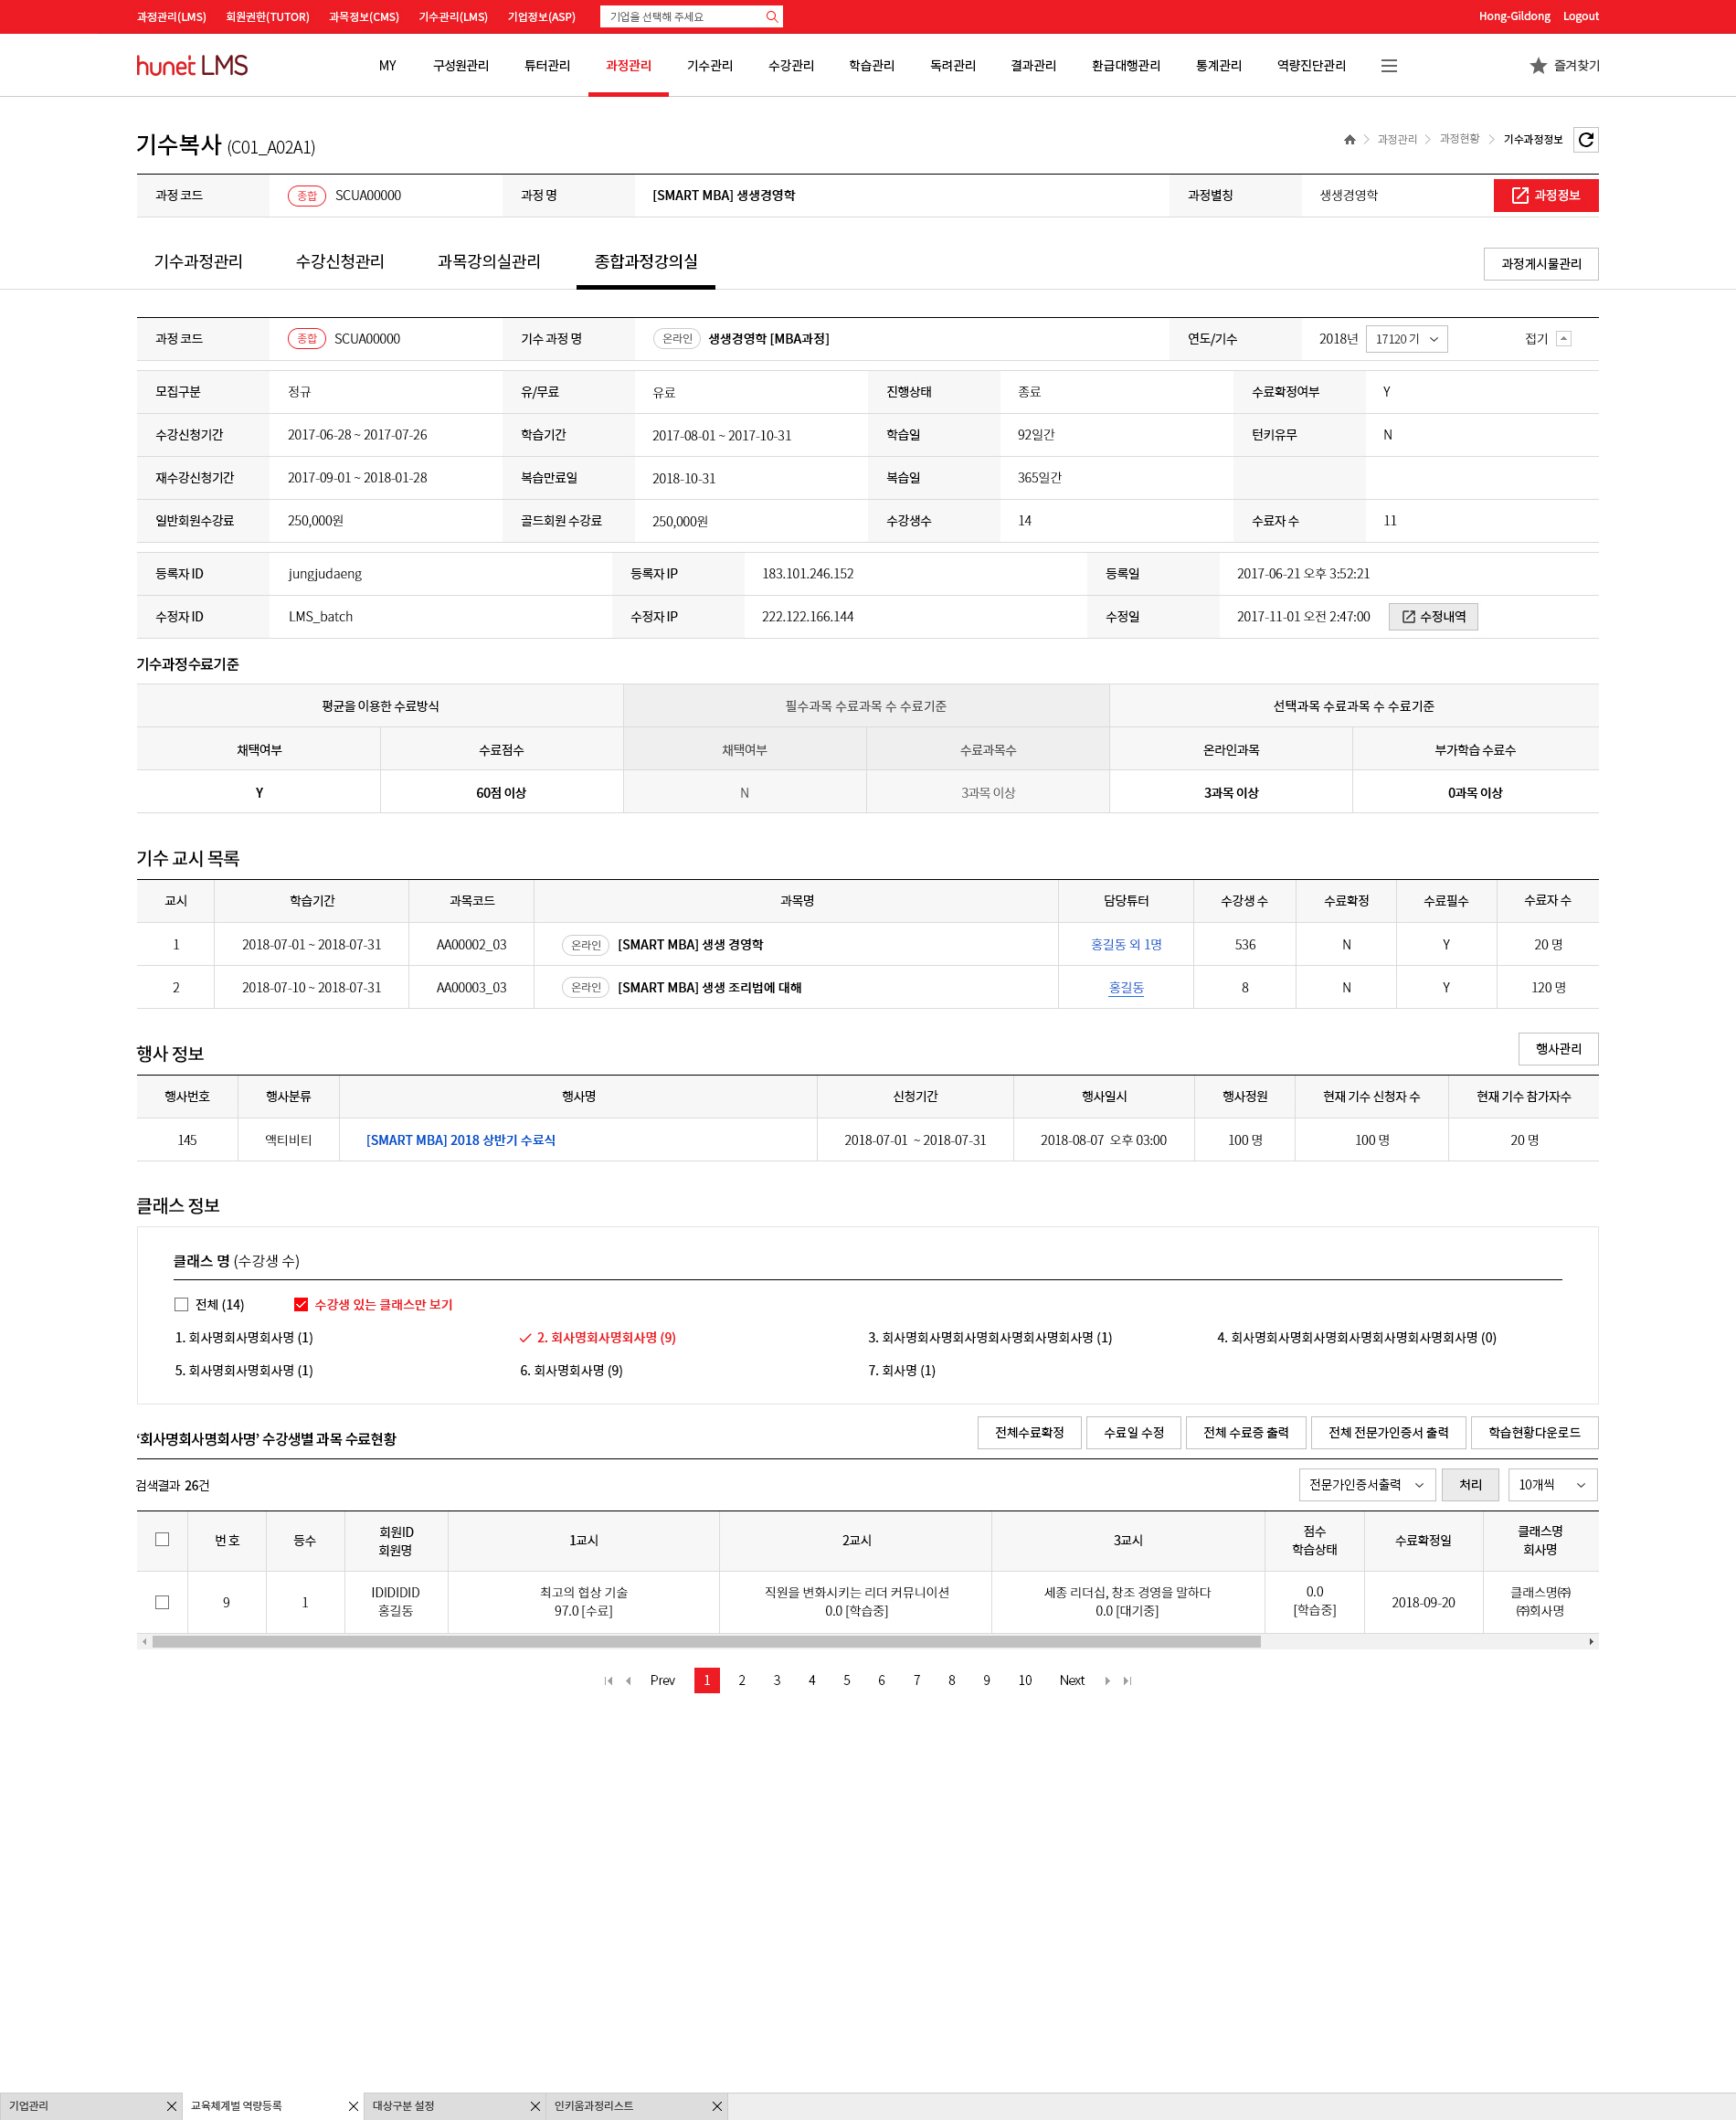 과정관리(LMS) 회원권한(TUTOR) 과목정보(CMS) 기수관리(LMS) 기업정보(ASP) 기업을 선택해 주세요 Hong-Gildong Logout
hunet LMS MY 구성원관리 튜터관리 과정관리 기수관리 수강관리 학습관리 독려관리 결과관리 환급대행관리 통계관리 역량진단관리 즐겨찾기
기수복사 (C01_A02A1) 과정관리 과정현황 기수과정정보
과정 코드 종합 SCUA00000 과정 명 [SMART MBA] 생생경영학 과정별칭 생생경영학 과정정보
기수과정관리 수강신청관리 과목강의실관리 종합과정강의실 과정게시물관리
과정 코드 종합 SCUA00000 기수 과정 명 온라인 생생경영학 [MBA과정] 연도/기수 2018년 17120 기 접기
모집구분 정규 유/무료 유료 진행상태 종료 수료확정여부 Y
수강신청기간 2017-06-28 ~ 2017-07-26 학습기간 2017-08-01 ~ 2017-10-31 학습일 92일간 턴키유무 N
재수강신청기간 2017-09-01 ~ 2018-01-28 복습만료일 2018-10-31 복습일 365일간
일반회원수강료 250,000원 골드회원 수강료 250,000원 수강생수 14 수료자 수 11
등록자 ID jungjudaeng 등록자 IP 183.101.246.152 등록일 2017-06-21 오후 3:52:21
수정자 ID LMS_batch 수정자 IP 222.122.166.144 수정일 2017-11-01 오전 2:47:00 수정내역
기수과정수료기준
평균을 이용한 수료방식 필수과목 수료과목 수 수료기준 선택과목 수료과목 수 수료기준
채택여부 수료점수 채택여부 수료과목수 온라인과목 부가학습 수료수
Y 60점 이상 N 3과목 이상 3과목 이상 0과목 이상
기수 교시 목록
교시 학습기간 과목코드 과목명 담당튜터 수강생 수 수료확정 수료필수 수료자 수
1 2018-07-01 ~ 2018-07-31 AA00002_03 온라인 [SMART MBA] 생생 경영학 홍길동 외 1명 536 N Y 20 명
2 2018-07-10 ~ 2018-07-31 AA00003_03 온라인 [SMART MBA] 생생 조리법에 대해 홍길동 8 N Y 120 명
행사 정보 행사관리
행사번호 행사분류 행사명 신청기간 행사일시 행사정원 현재 기수 신청자 수 현재 기수 참가자수
145 액티비티 [SMART MBA] 2018 상반기 수료식 2018-07-01 ~ 2018-07-31 2018-08-07 오후 03:00 100 명 100 명 20 명
클래스 정보
클래스 명 (수강생 수)
전체 (14) 수강생 있는 클래스만 보기
1. 회사명회사명회사명 (1) 2. 회사명회사명회사명 (9) 3. 회사명회사명회사명회사명회사명회사명 (1) 4. 회사명회사명회사명회사명회사명회사명회사명 (0)
5. 회사명회사명회사명 (1) 6. 회사명회사명 (9) 7. 회사명 (1)
‘회사명회사명회사명’ 수강생별 과목 수료현황 전체수료확정 수료일 수정 전체 수료증 출력 전체 전문가인증서 출력 학습현황다운로드
검색결과 26건 전문가인증서출력 처리 10개씩
번 호 등수 회원ID 회원명 1교시 2교시 3교시 점수 학습상태 수료확정일 클래스명 회사명
9 1 IDIDIDID 홍길동 최고의 협상 기술 97.0 [수료] 직원을 변화시키는 리더 커뮤니이션 0.0 [학습중] 세종 리더십, 창조 경영을 말하다 0.0 [대기중] 0.0 [학습중] 2018-09-20 클래스명㈜ ㈜회사명
Prev 1 2 3 4 5 6 7 8 9 10 Next
기업관리 교육체계별 역량등록 대상구분 설정 인키움과정리스트